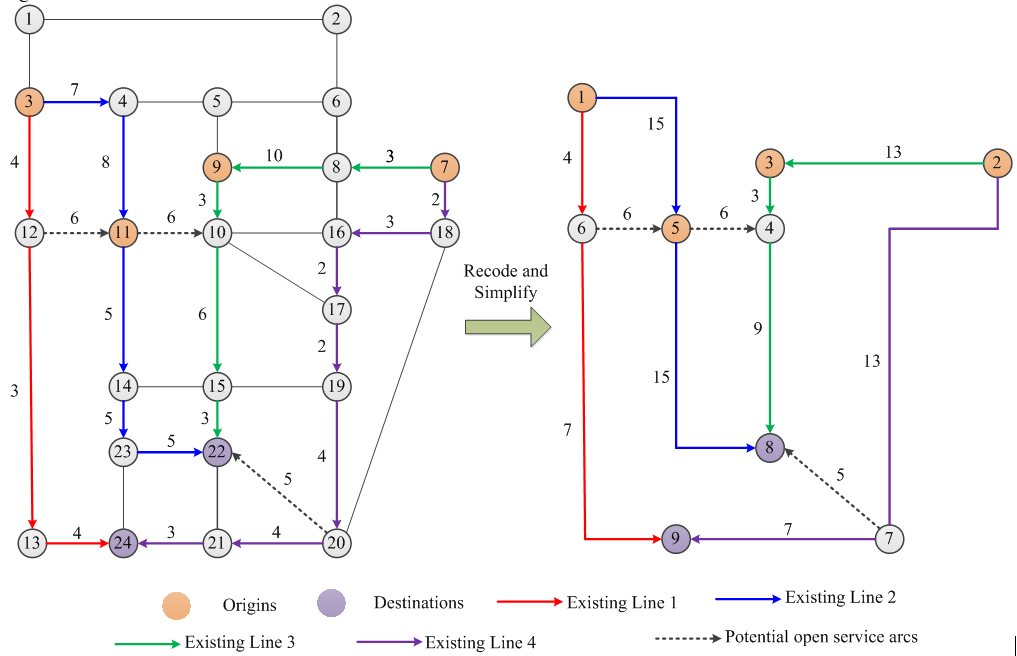 1 2
7
3 4 5 6
4 8
10 3
9 8 7
3 2
6 6 3
12 11 10 16 18
2
17
5 6 2
3
14 15 19
5 3
5 4
23 22
5
4 3 4
13 24 21 20
Recode and
Simplify
1
15
4 13
3 2
3
6 6
6 5 4
9
15 13
7
8
5
7
9 7
Origins
Destinations
Existing Line 1
Existing Line 2
Existing Line 3
Existing Line 4
Potential open service arcs